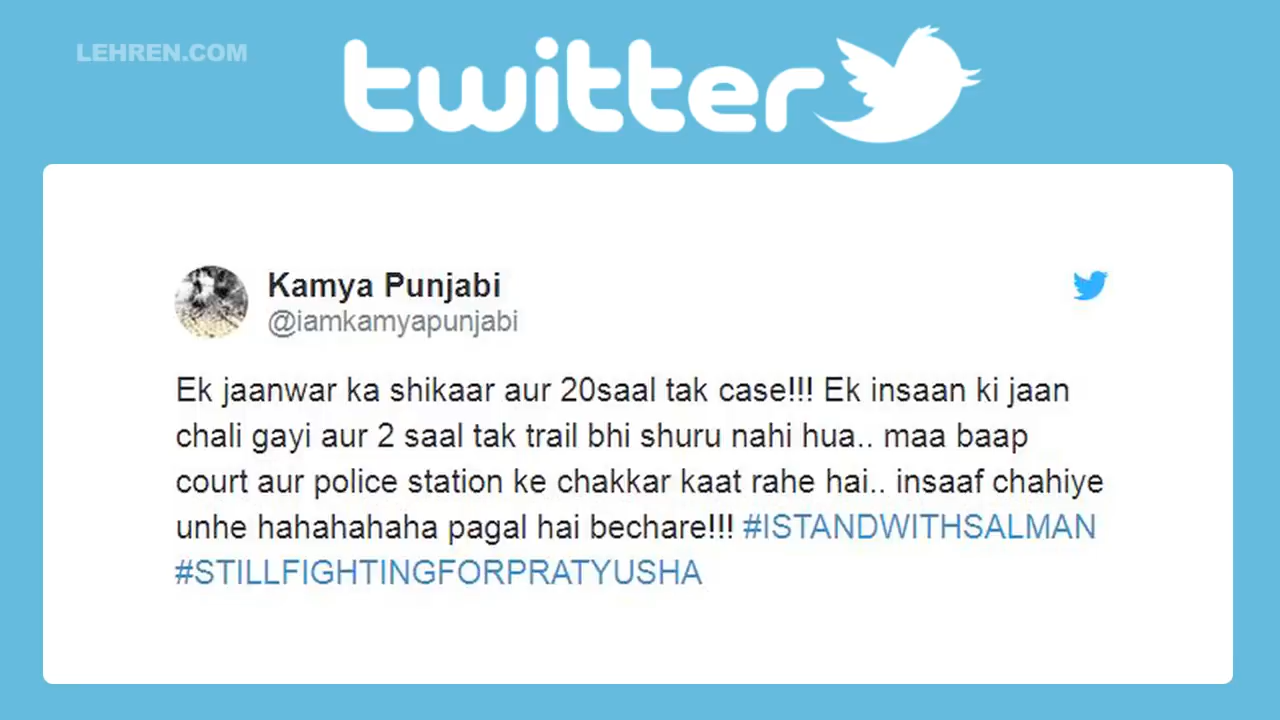 LEHREN.COM
twitter
Kamya Punjabi
@iamkamyapunjabi
Ek jaanwar ka shikaar aur 20saal tak case!!! Ek insaan ki jaan
chali gayi aur 2 saal tak trail bhi shuru nahi hua.. maa baap
court aur police station ke chakkar kaat rahe hai.. insaaf chahiye
unhe hahahahaha pagal hai bechare!!! #ISTANDWITHSALMAN
#STILLFIGHTINGFORPRATYUSHA